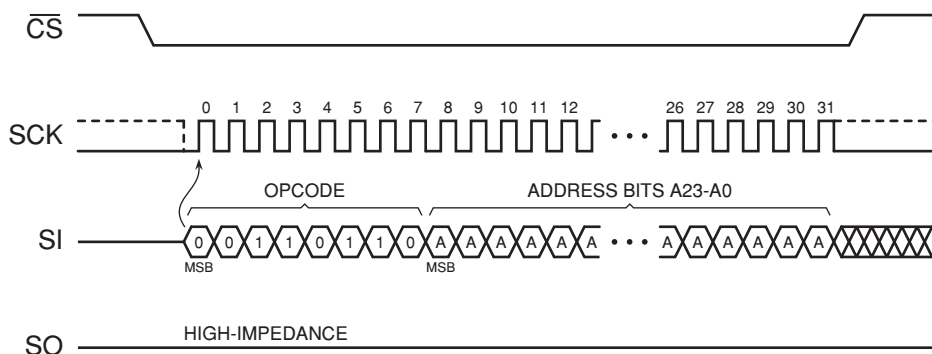 CS
SCK
0 1 2 3 4 5 6 7 8 9 10 11 12 26 27 28 29 30 31
OPCODE
ADDRESS BITS A23-A0
SI
0 0 1 1 0 1 1 0 A A A A A A A A A A A A
MSB
MSB
SO
HIGH-IMPEDANCE